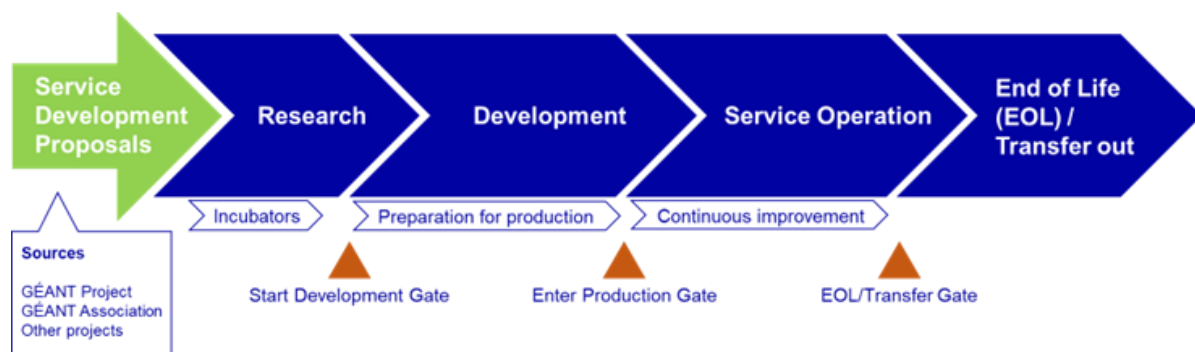 Service
Development
Proposals
Research
Development
Service Operation
End of Life
(EOL) /
Transfer out
Incubators
Preparation for production
Continuous improvement
Sources
GÉANT Project
GÉANT Association
Other projects
Start Development Gate
Enter Production Gate
EOL/Transfer Gate